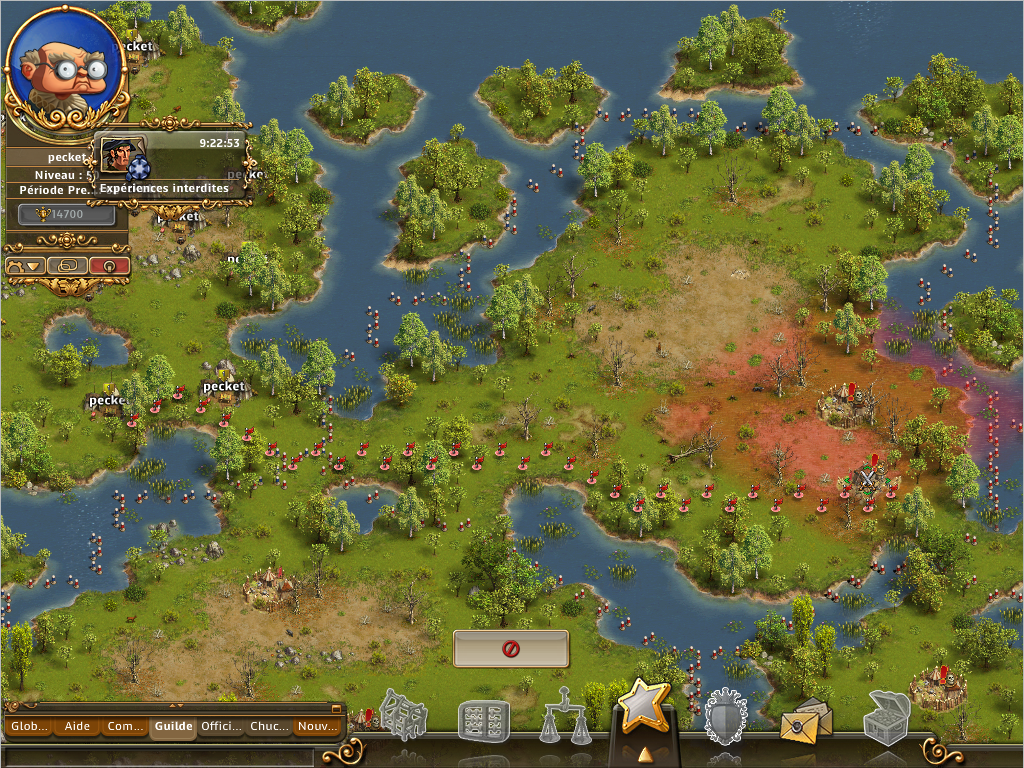 pecket
9:22:53
pecket
pecket
Niveau : 5
Expériences interdites
Période Pre...
14700
pecket
pecket
pecket
Glob...
Aide
Com...
Guilde
Offici...
Chuc...
Nouv...